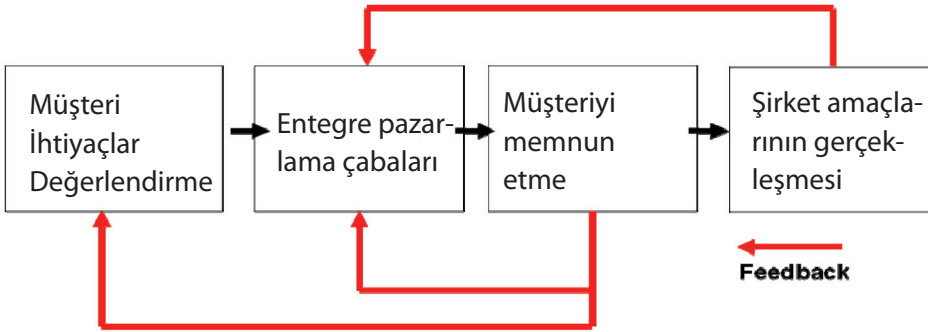 Müşteri
İhtiyaçlar
Değerlendirme
Entegre pazar-
lama çabaları
Müşteriyi
memnun
etme
Şirket amaçla-
rının gerçek-
leşmesi
Feedback